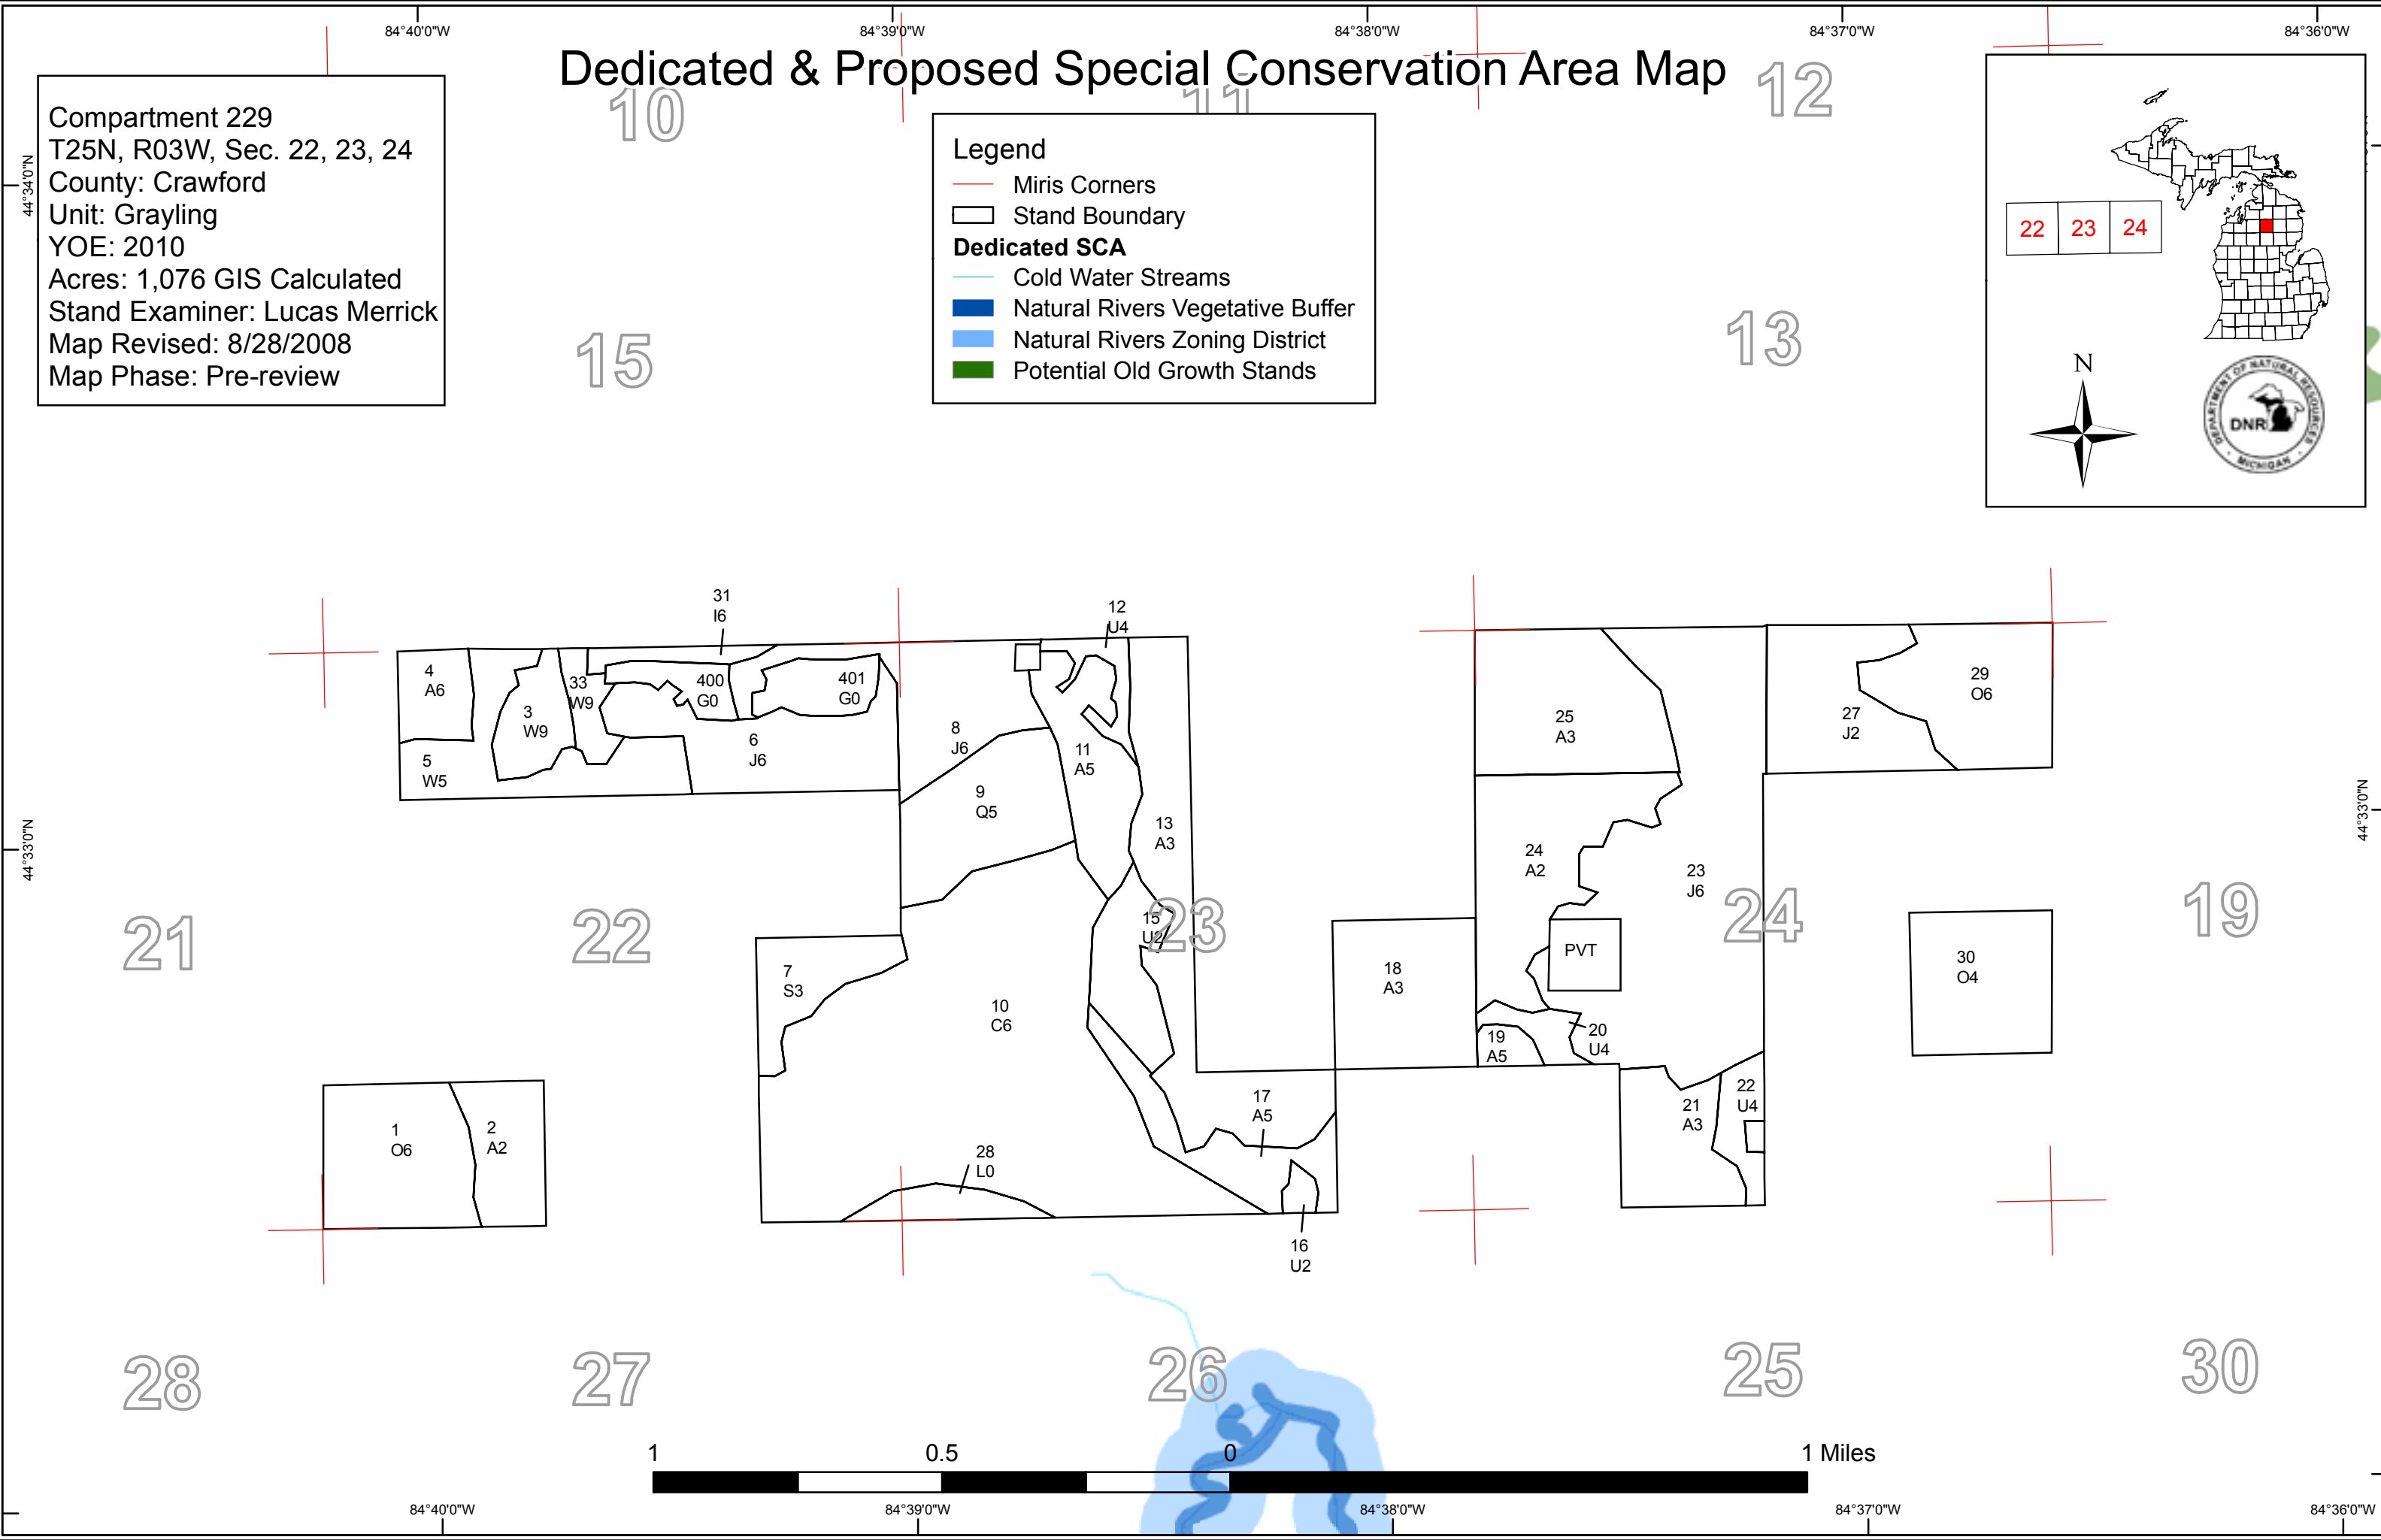 84°40'0"W 84°39'0"W 84°38'0"W 84°37'0"W 84°36'0"W
Dedicated & Proposed Special Conservation Area Map
Compartment 229
T25N, R03W, Sec. 22, 23, 24
County: Crawford
Unit: Grayling
YOE: 2010
Acres: 1,076 GIS Calculated
Stand Examiner: Lucas Merrick
Map Revised: 8/28/2008
Map Phase: Pre-review
Legend
Miris Corners
Stand Boundary
Dedicated SCA
Cold Water Streams
Natural Rivers Vegetative Buffer
Natural Rivers Zoning District
Potential Old Growth Stands
22 23 24
N
DEPARTMENT OF NATURAL RESOURCES
DNR
MICHIGAN
44°34'0"N
10 11 12
15 13
31
I6
12
U4
4
A6
33
W9
3
W9
400
G0
401
G0
5
W5
6
J6
8
J6
11
A5
9
Q5
13
A3
25
A3
27
J2
29
O6
24
A2
23
J6
44°33'0"N
44°33'0"N
21 22 23 24 19
15
U2
7
S3
10
C6
18
A3
PVT
30
O4
19
A5
20
U4
1
O6
2
A2
28
L0
17
A5
21
A3
22
U4
16
U2
28 27 26 25 30
1 0.5 0 1 Miles
84°40'0"W 84°39'0"W 84°38'0"W 84°37'0"W 84°36'0"W